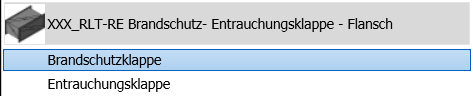 XXX_RLT-RE Brandschutz- Entrauchungsklappe - Flansch
Brandschutzklappe
Entrauchungsklappe